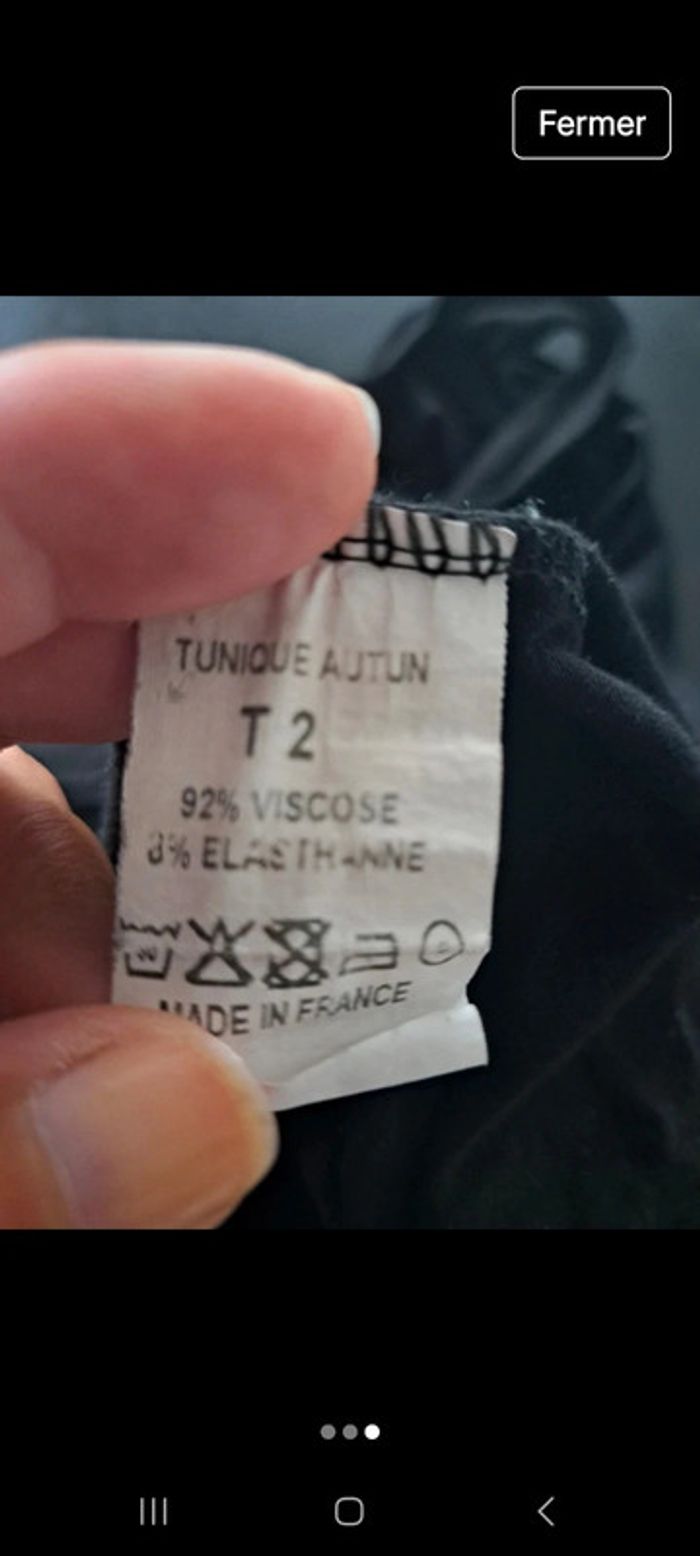 Fermer
TUNIQUE AUTUN
T 2
92% VISCOSE
8% ELASTHANNE
MADE IN FRANCE